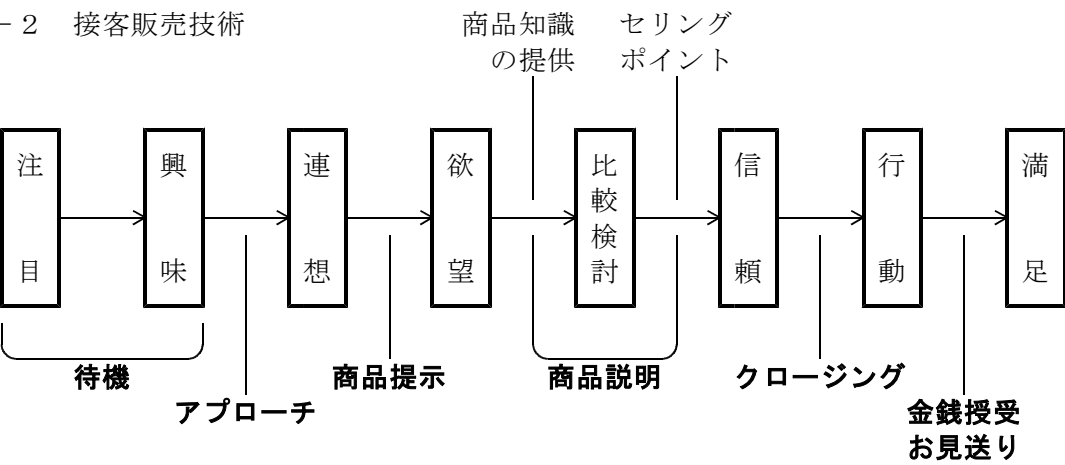 -２　接客販売技術
商品知識
の提供
セリング
ポイント
注目
興味
連想
欲望
比較検討
信頼
行動
満足
待機
アプローチ
商品提示
商品説明
クロージング
金銭授受
お見送り